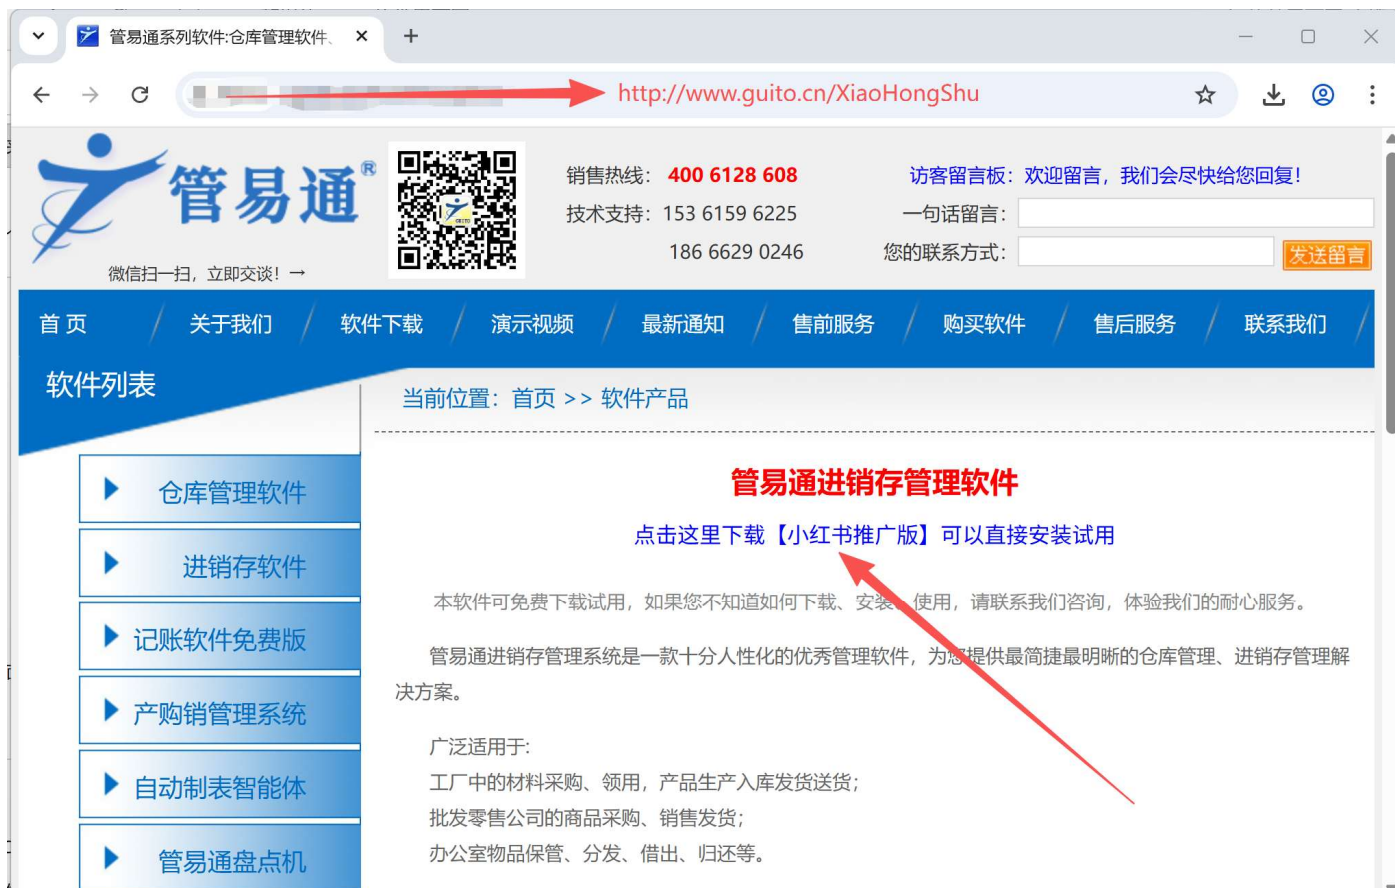 管易通系列软件:仓库管理软件、
http://www.guito.cn/XiaoHongShu
管易通®
微信扫一扫，立即交谈！→
GUITO
销售热线： 400 6128 608
技术支持： 153 6159 6225
186 6629 0246
访客留言板：欢迎留言，我们会尽快给您回复！
一句话留言：
您的联系方式：
发送留言
首 页 关于我们 软件下载 演示视频 最新通知 售前服务 购买软件 售后服务 联系我们
软件列表
仓库管理软件
进销存软件
记账软件免费版
产购销管理系统
自动制表智能体
管易通盘点机
当前位置：首页 >> 软件产品
管易通进销存管理软件
点击这里下载【小红书推广版】可以直接安装试用
本软件可免费下载试用，如果您不知道如何下载、安装、使用，请联系我们咨询，体验我们的耐心服务。
管易通进销存管理系统是一款十分人性化的优秀管理软件，为您提供最简捷最明晰的仓库管理、进销存管理解
决方案。
广泛适用于:
工厂中的材料采购、领用，产品生产入库发货送货；
批发零售公司的商品采购、销售发货；
办公室物品保管、分发、借出、归还等。